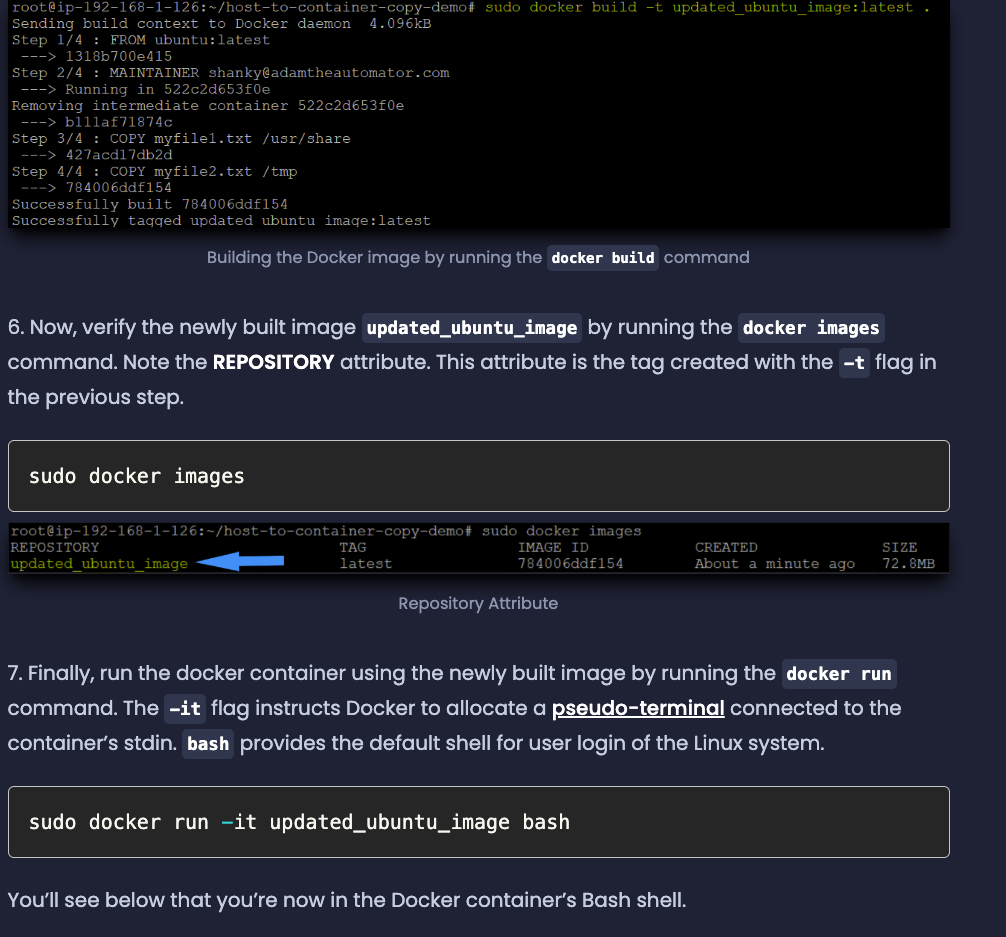 root@ip-192-168-1-126:~/host-to-container-copy-demo# sudo docker build -t updated_ubuntu_image:latest .
Sending build context to Docker daemon  4.096kB
Step 1/4 : FROM ubuntu:latest
 ---> 1318b700e415
Step 2/4 : MAINTAINER shanky@adamtheautomator.com
 ---> Running in 522c2d653f0e
Removing intermediate container 522c2d653f0e
 ---> b111af71874c
Step 3/4 : COPY myfile1.txt /usr/share
 ---> 427acd17db2d
Step 4/4 : COPY myfile2.txt /tmp
 ---> 784006ddf154
Successfully built 784006ddf154
Successfully tagged updated_ubuntu_image:latest
Building the Docker image by running the docker build command
6. Now, verify the newly built image updated_ubuntu_image by running the docker images
command. Note the REPOSITORY attribute. This attribute is the tag created with the -t flag in
the previous step.
sudo docker images
root@ip-192-168-1-126:~/host-to-container-copy-demo# sudo docker images
REPOSITORY TAG IMAGE ID CREATED SIZE
updated_ubuntu_image latest 784006ddf154 About a minute ago 72.8MB
Repository Attribute
7. Finally, run the docker container using the newly built image by running the docker run
command. The -it flag instructs Docker to allocate a pseudo-terminal connected to the
container’s stdin. bash provides the default shell for user login of the Linux system.
sudo docker run -it updated_ubuntu_image bash
You’ll see below that you’re now in the Docker container’s Bash shell.